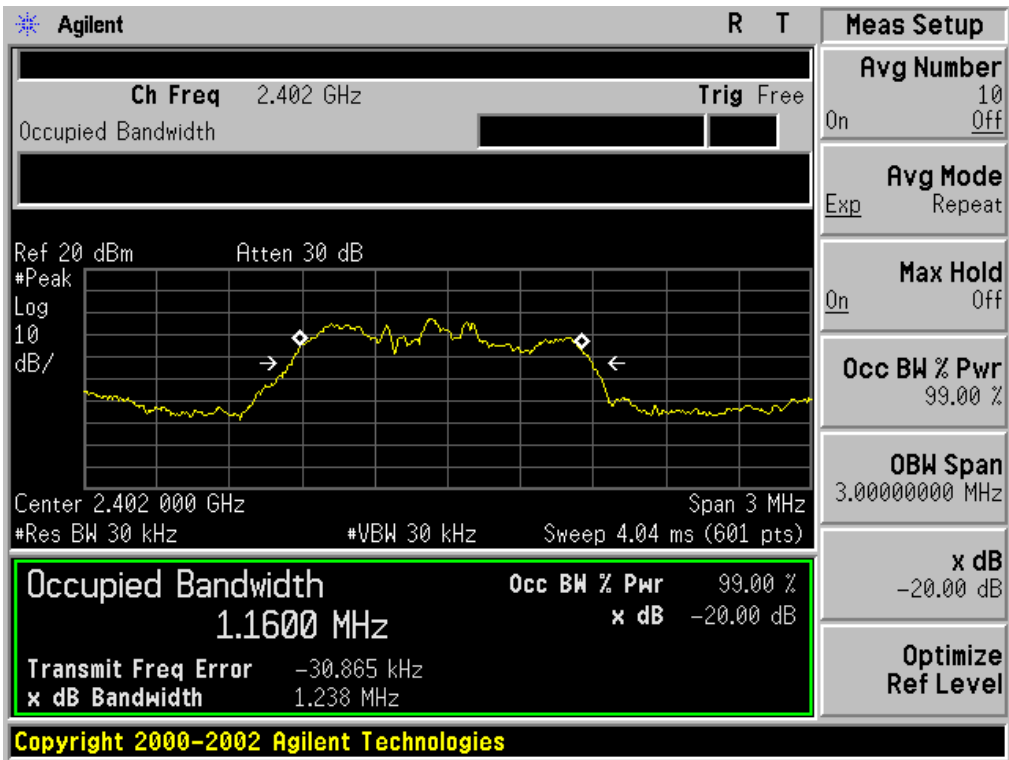 Agilent R T
Ch Freq 2.402 GHz Trig Free
Occupied Bandwidth
Ref 20 dBm Atten 30 dB
#Peak
Log
10
dB/
Center 2.402 000 GHz Span 3 MHz
#Res BW 30 kHz #VBW 30 kHz Sweep 4.04 ms (601 pts)
Occupied Bandwidth Occ BW % Pwr 99.00 %
1.1600 MHz x dB -20.00 dB
Transmit Freq Error -30.865 kHz
x dB Bandwidth 1.238 MHz
Copyright 2000-2002 Agilent Technologies
Meas Setup
Avg Number
10
On Off
Avg Mode
Exp Repeat
Max Hold
On Off
Occ BW % Pwr
99.00 %
OBW Span
3.00000000 MHz
x dB
-20.00 dB
Optimize
Ref Level